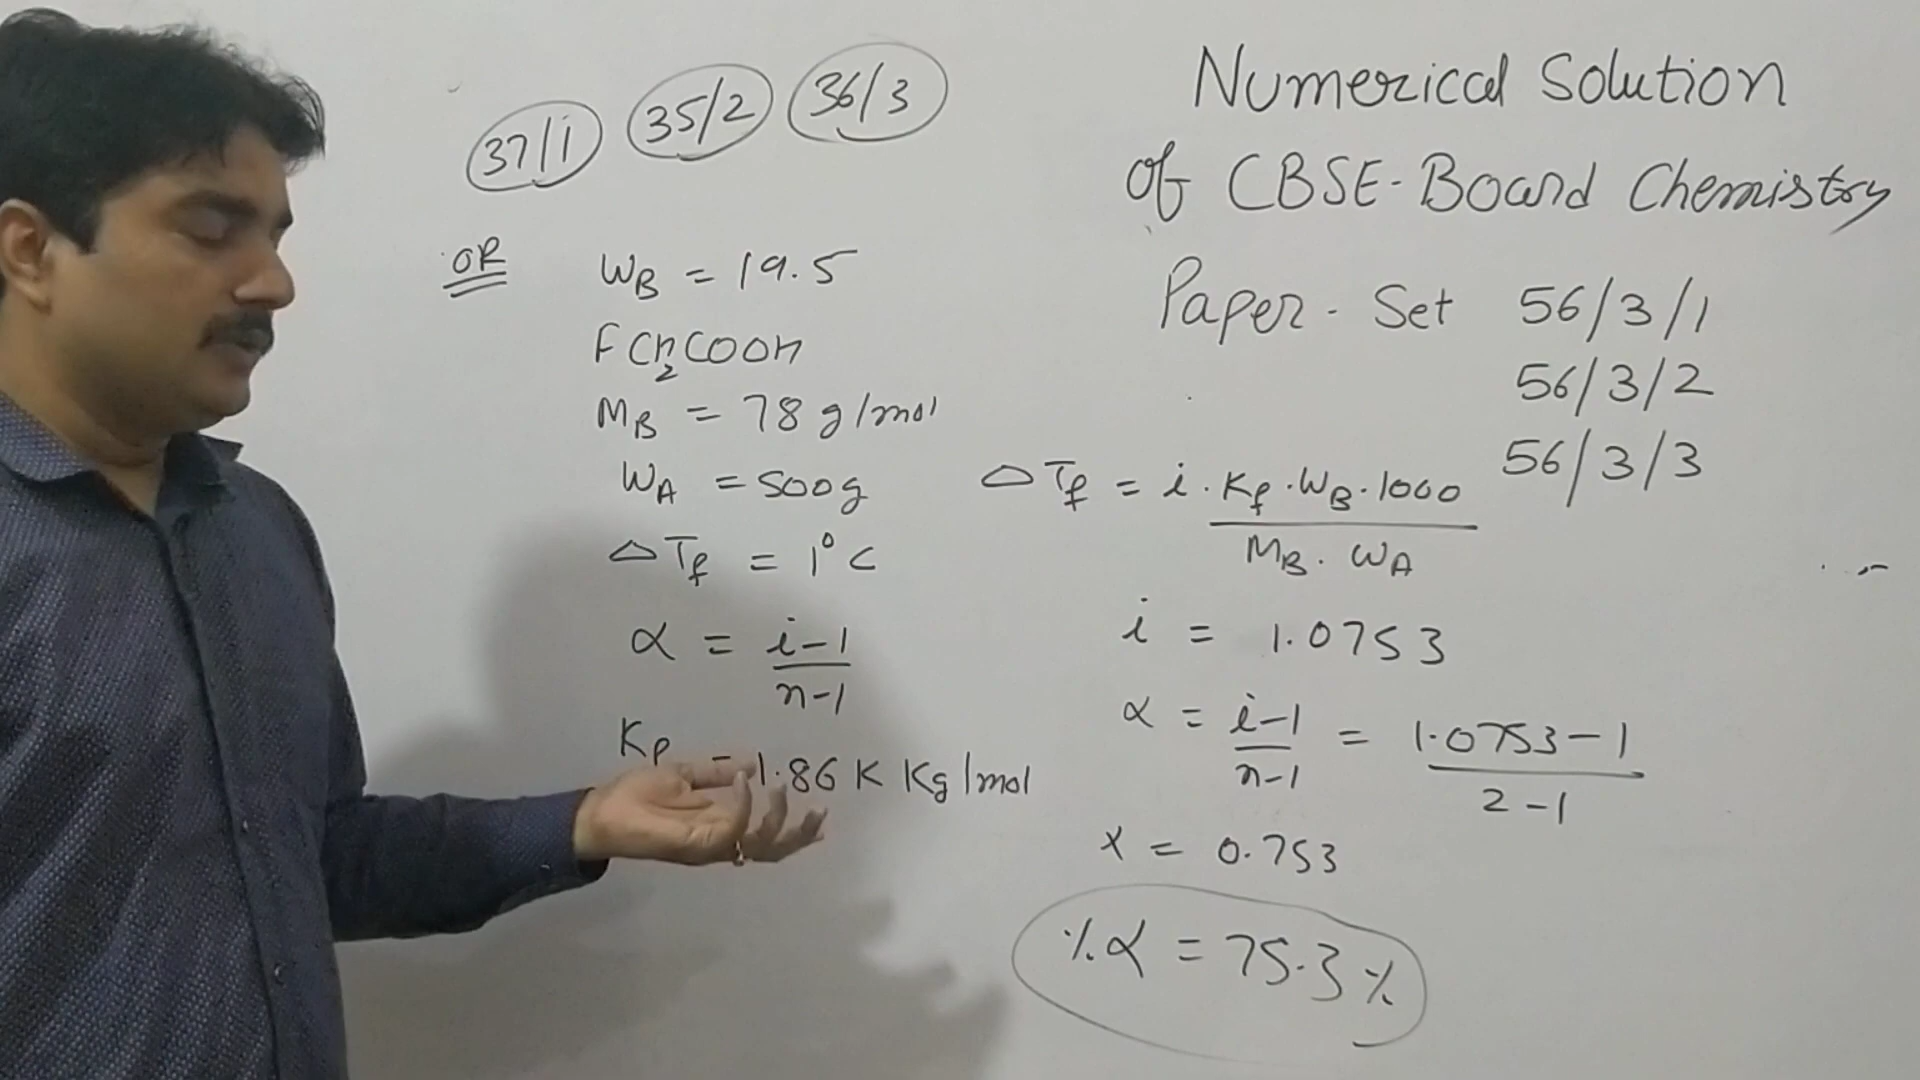 37/1 35/2 36/3
Numerical Solution
of CBSE-Board Chemistry
Paper - Set 56/3/1
56/3/2
56/3/3
OR WB = 19.5
FCH2COOH
MB = 78 g/mol
WA = 500g
△Tf = 1°C
α = i-1
n-1
Kf = 1.86 K Kg/mol
△Tf = i. Kf. WB. 1000
MB. WA
i = 1.0753
α = i-1 = 1.0753-1
n-1 2-1
α = 0.753
%α = 75.3%